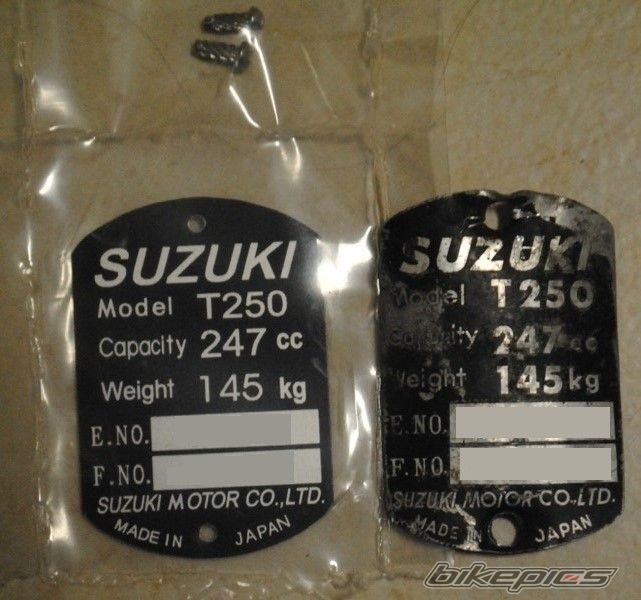 SUZUKI
Model T250
Capacity 247 cc
Weight 145 kg
E.NO.
F.NO.
SUZUKI MOTOR CO.,LTD.
MADE IN JAPAN
SUZUKI
Model T250
Capacity 247 cc
Weight 145 kg
E.NO.
F.NO.
SUZUKI MOTOR CO.LTD.
MADE IN JAPAN
bikepics